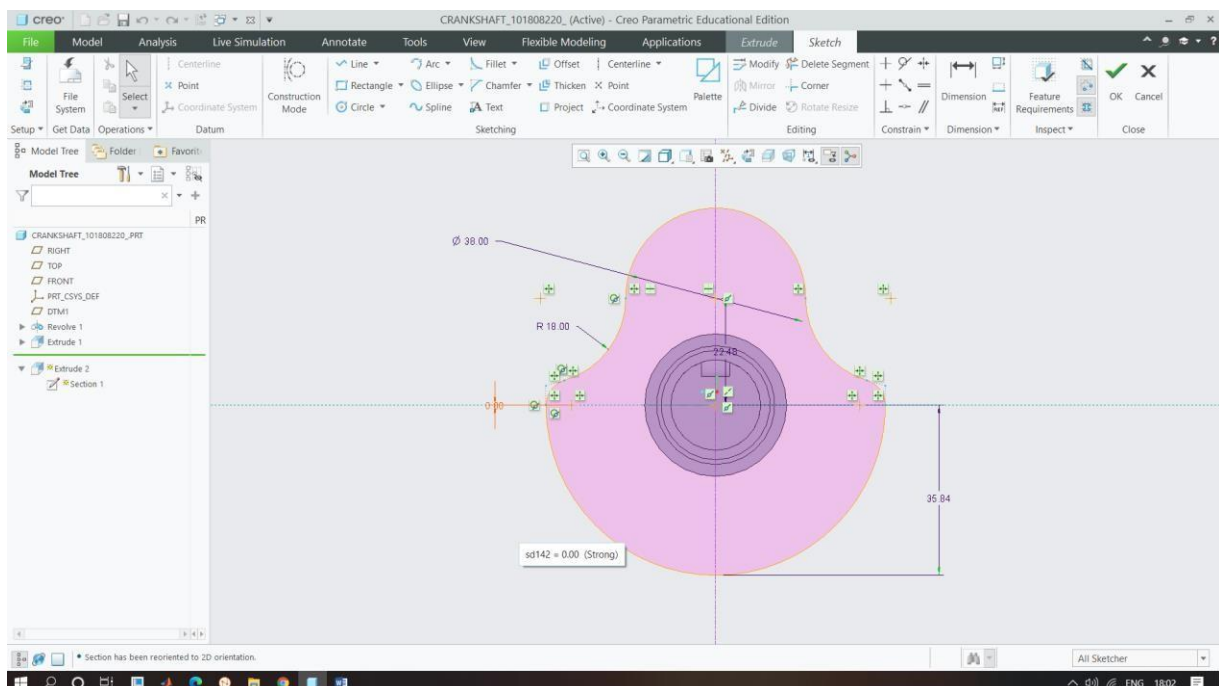 creo
CRANKSHAFT_101808220_ (Active) - Creo Parametric Educational Edition
File Model Analysis Live Simulation Annotate Tools View Flexible Modeling Applications Extrude Sketch
Centerline Line Arc Fillet Offset Centerline Modify Delete Segment
Point Rectangle Ellipse Chamfer Thicken Point Mirror Corner
File System Select Coordinate System Construction Mode Circle Spline Text Project Coordinate System Palette Divide Rotate Resize Dimension REF Feature Requirements OK Cancel
Setup Get Data Operations Datum Sketching Editing Constrain Dimension Inspect Close
Model Tree Folder Favorit
Model Tree
PR
CRANKSHAFT_101808220_.PRT
RIGHT
TOP
FRONT
PRT_CSYS_DEF
DTM1
Revolve 1
Extrude 1
Extrude 2
Section 1
Ø 38.00
R 18.00
22.48
35.84
sd142 = 0.00 (Strong)
Section has been reoriented to 2D orientation.
All Sketcher
ENG 18:02